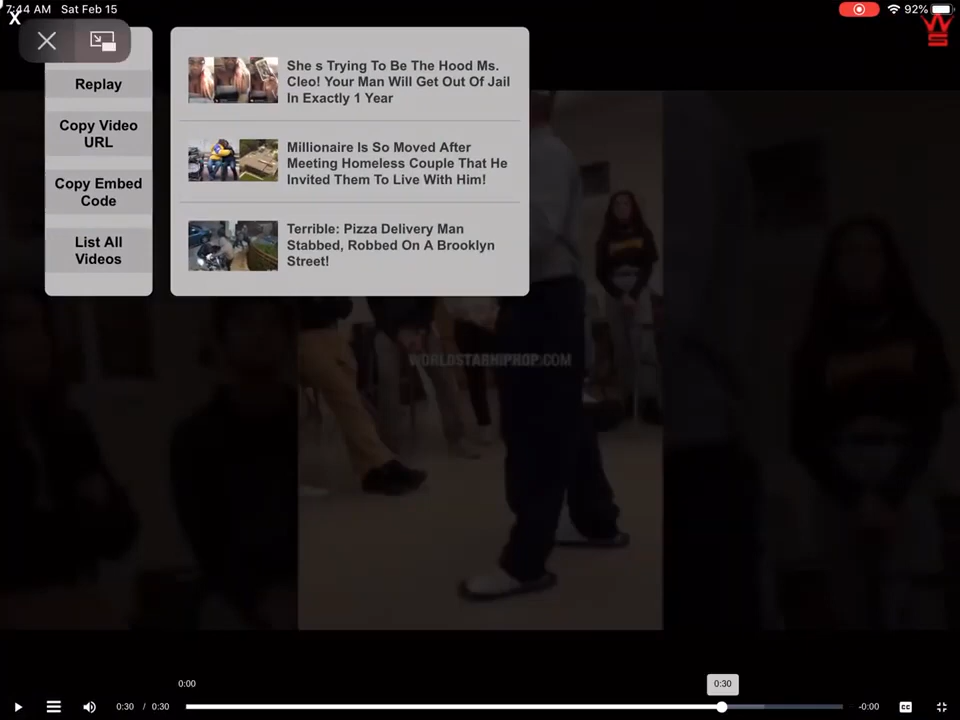 7:44 AM Sat Feb 15
92%
X
Replay
Copy Video
URL
Copy Embed
Code
List All
Videos
She s Trying To Be The Hood Ms.
Cleo! Your Man Will Get Out Of Jail
In Exactly 1 Year
Millionaire Is So Moved After
Meeting Homeless Couple That He
Invited Them To Live With Him!
Terrible: Pizza Delivery Man
Stabbed, Robbed On A Brooklyn
Street!
WORLDSTARHIPHOP.COM
0:00
0:30
0:30 / 0:30
-0:00
CC